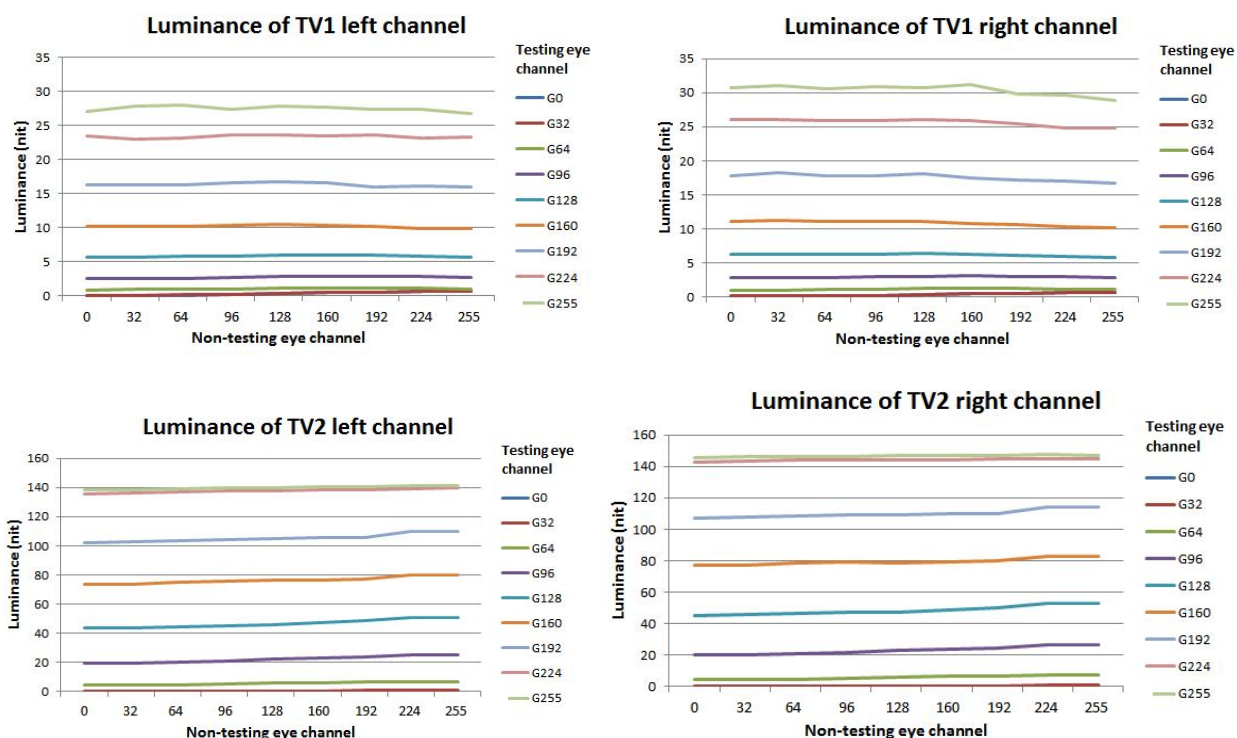 Luminance of TV1 left channel
Testing eye
channel
35
30
25
20
15
10
5
0
Luminance (nit)
0 32 64 96 128 160 192 224 255
Non-testing eye channel
G0
G32
G64
G96
G128
G160
G192
G224
G255
Luminance of TV1 right channel
Testing eye
channel
35
30
25
20
15
10
5
0
Luminance (nit)
0 32 64 96 128 160 192 224 255
Non-testing eye channel
G0
G32
G64
G96
G128
G160
G192
G224
G255
Luminance of TV2 left channel
Testing eye
channel
160
140
120
100
80
60
40
20
0
Luminance (nit)
0 32 64 96 128 160 192 224 255
Non-testing eye channel
G0
G32
G64
G96
G128
G160
G192
G224
G255
Luminance of TV2 right channel
Testing eye
channel
160
140
120
100
80
60
40
20
0
Luminance (nit)
0 32 64 96 128 160 192 224 255
Non-testing eye channel
G0
G32
G64
G96
G128
G160
G192
G224
G255